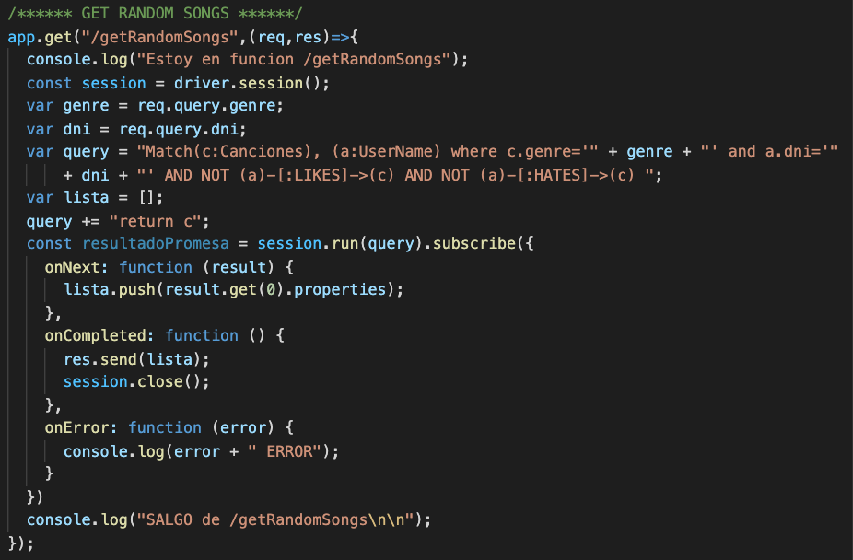 /****** GET RANDOM SONGS ******/
app.get("/getRandomSongs",(req,res)=>{
  console.log("Estoy en funcion /getRandomSongs");
  const session = driver.session();
  var genre = req.query.genre;
  var dni = req.query.dni;
  var query = "Match(c:Canciones), (a:UserName) where c.genre='" + genre + "' and a.dni='"
      + dni + "' AND NOT (a)-[:LIKES]->(c) AND NOT (a)-[:HATES]->(c) ";
  var lista = [];
  query += "return c";
  const resultadoPromesa = session.run(query).subscribe({
    onNext: function (result) {
      lista.push(result.get(0).properties);
    },
    onCompleted: function () {
      res.send(lista);
      session.close();
    },
    onError: function (error) {
      console.log(error + " ERROR");
    }
  })
  console.log("SALGO de /getRandomSongs\n\n");
});